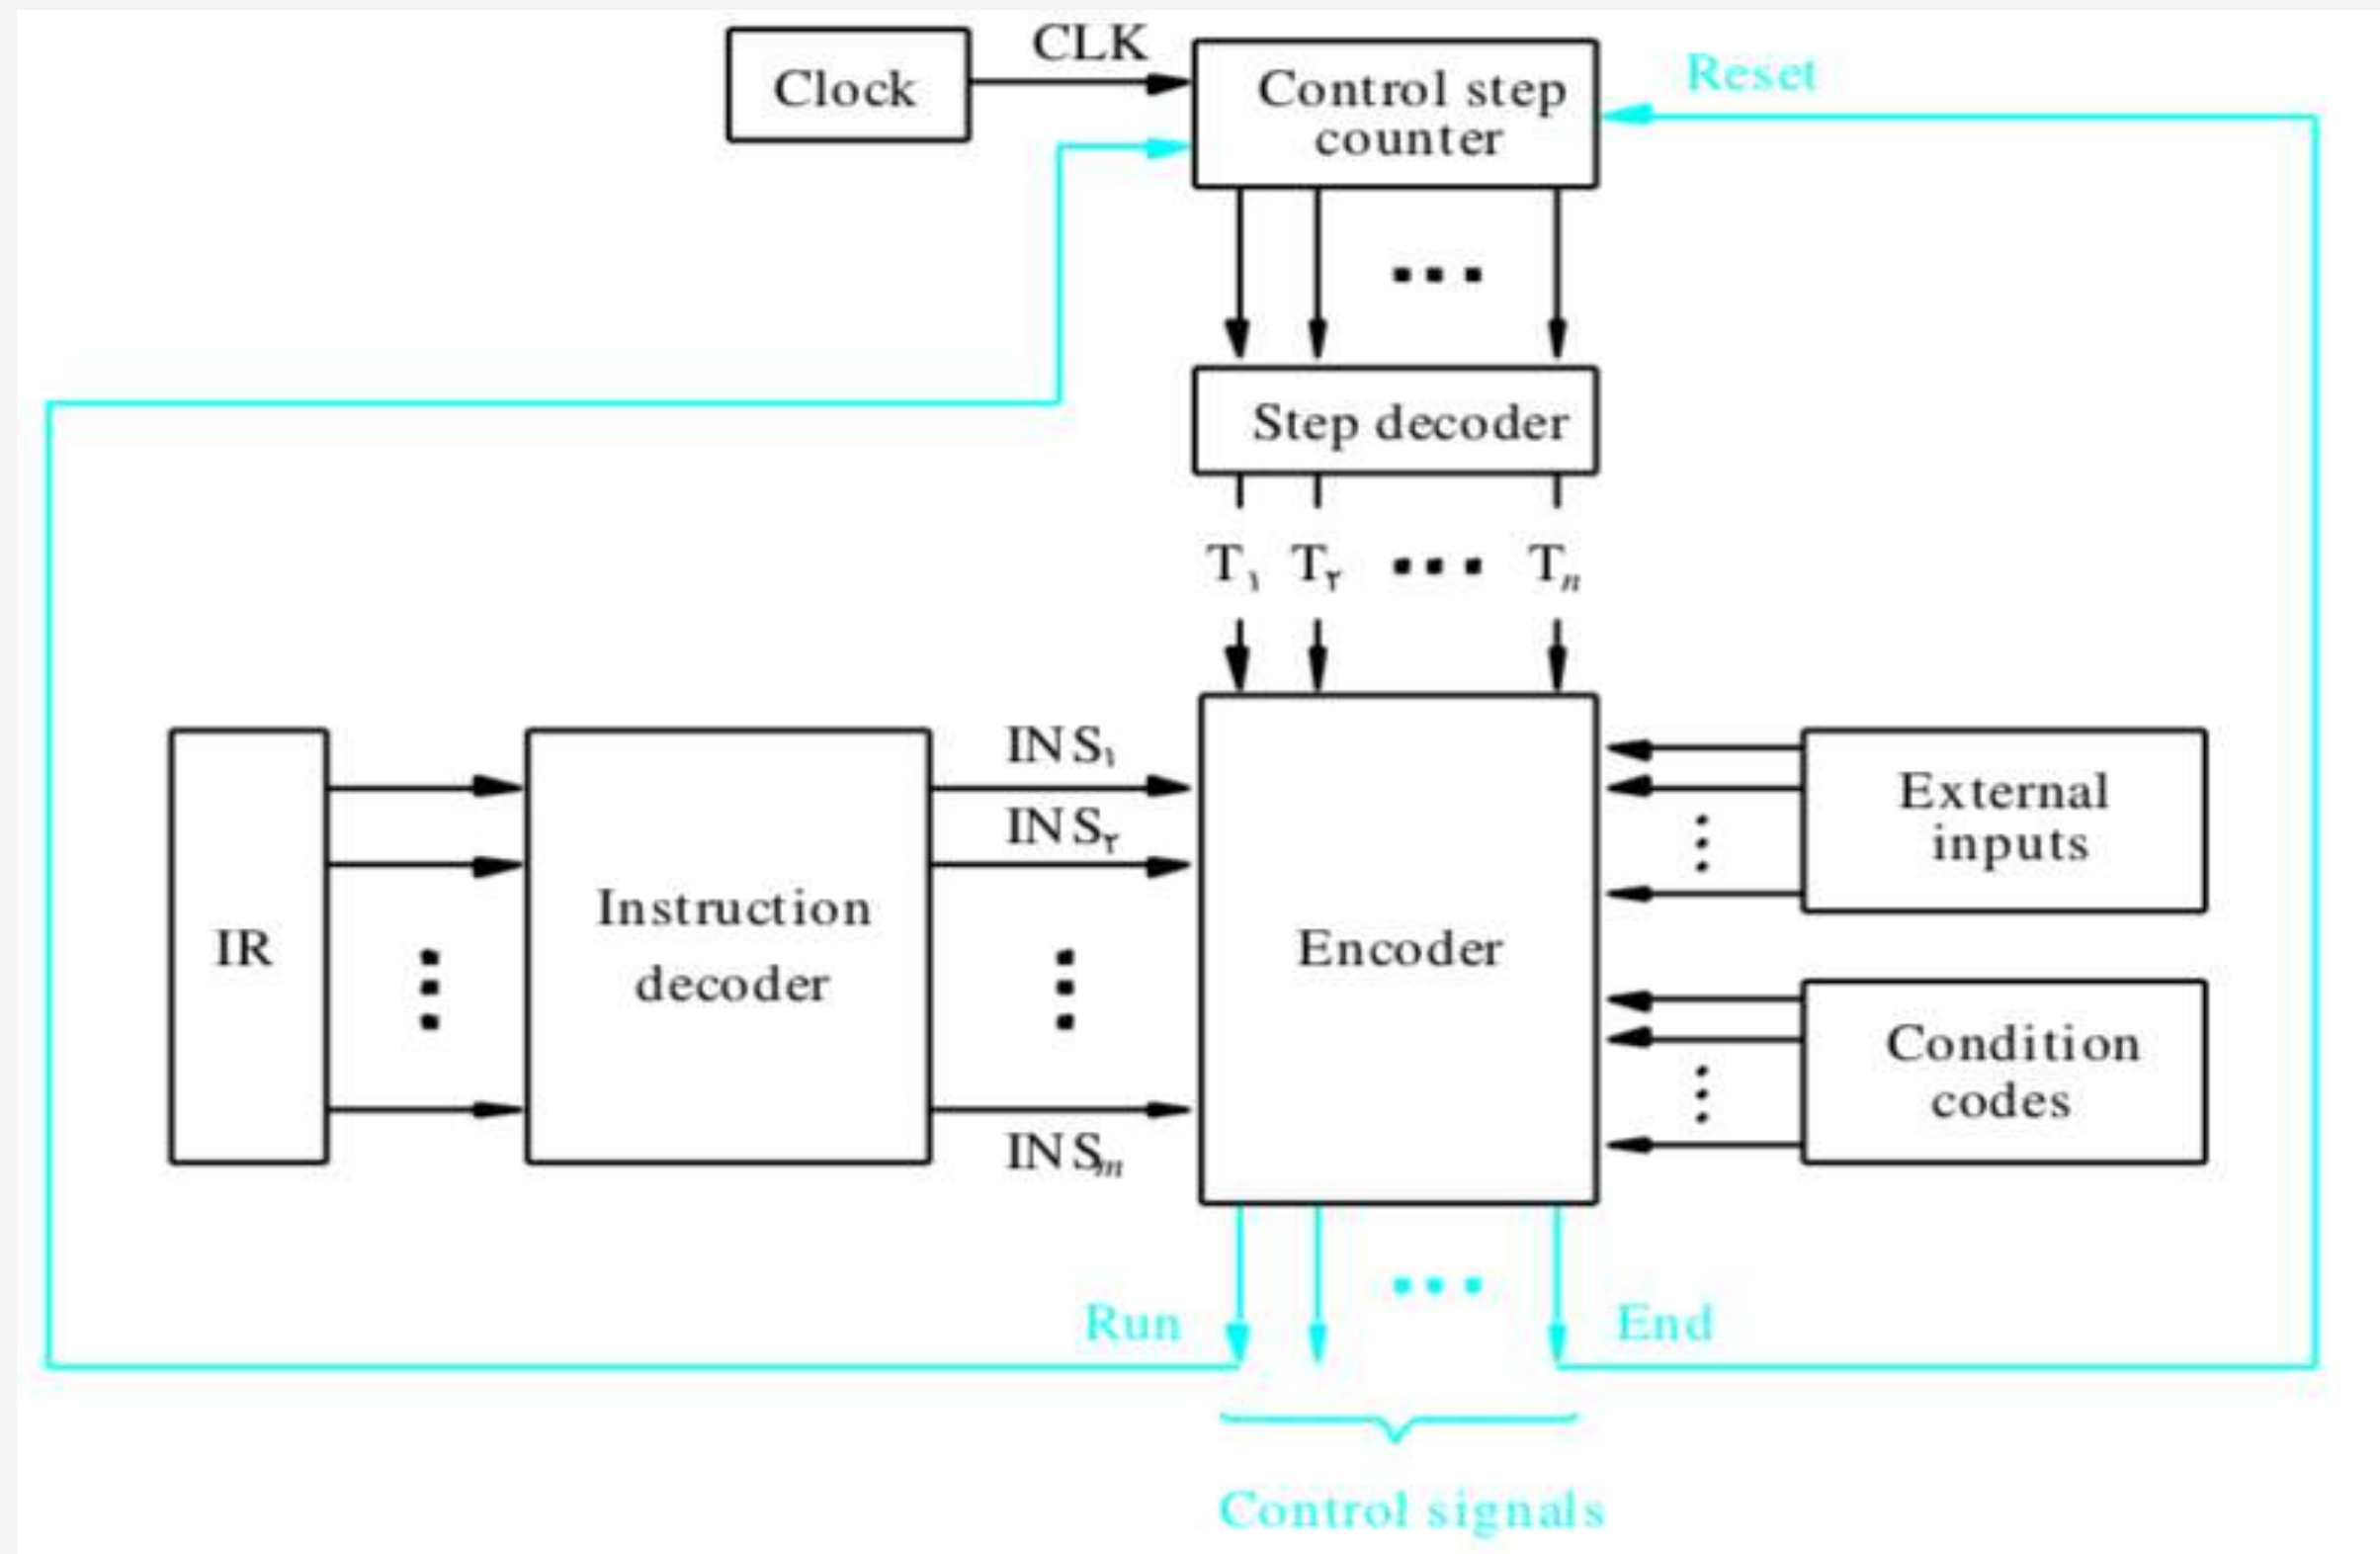 Clock
CLK
Control step
counter
Reset
Step decoder
T۱ T۲ ... Tn
IR
Instruction
decoder
INS۱
INS۲
INSm
Encoder
External
inputs
Condition
codes
Run
End
Control signals